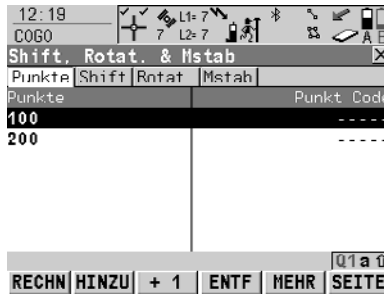 12:19 L1= 7
COGO 7 L2= 7 A B
Shift, Rotat. & Mstab X
Punkte Shift Rotat Mstab
Punkte Punkt Code
100 -----
200 -----
Q1 a
RECHN HINZU + 1 ENTF MEHR SEITE